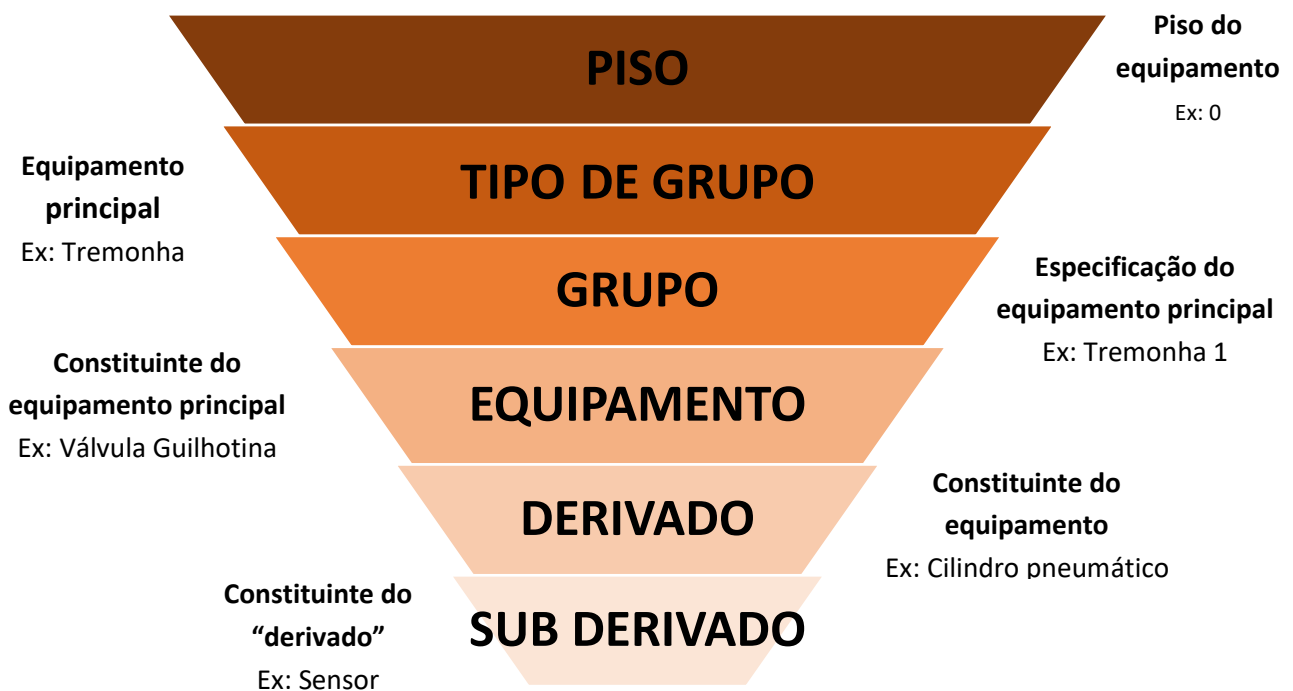 PISO
Piso do
equipamento
Ex: 0
TIPO DE GRUPO
Equipamento
principal
Ex: Tremonha
GRUPO
Especificação do
equipamento principal
Ex: Tremonha 1
EQUIPAMENTO
Constituinte do
equipamento principal
Ex: Válvula Guilhotina
DERIVADO
Constituinte do
equipamento
Ex: Cilindro pneumático
SUB DERIVADO
Constituinte do
“derivado”
Ex: Sensor